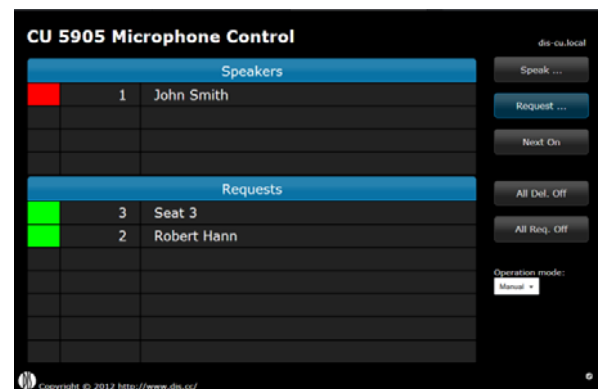 CU 5905 Microphone Control
dis-cu.local
Speakers
1 John Smith
Requests
3 Seat 3
2 Robert Hann
Speak ...
Request ...
Next On
All Del. Off
All Req. Off
Operation mode:
Manual
Copyright © 2012 http://www.dis.cc/